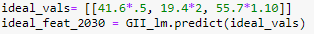 ideal_vals= [[41.6*.5, 19.4*2, 55.7*1.10]]
ideal_feat_2030 = GII_lm.predict(ideal_vals)